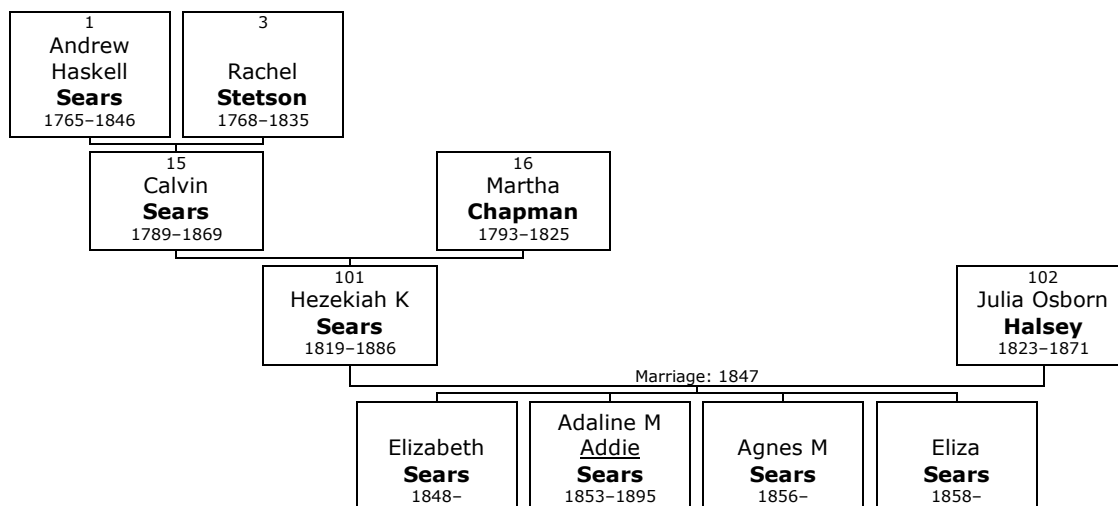 1
Andrew
Haskell
Sears
1765–1846
3
Rachel
Stetson
1768–1835
15
Calvin
Sears
1789–1869
16
Martha
Chapman
1793–1825
101
Hezekiah K
Sears
1819–1886
102
Julia Osborn
Halsey
1823–1871
Marriage: 1847
Elizabeth
Sears
1848–
Adaline M
Addie
Sears
1853–1895
Agnes M
Sears
1856–
Eliza
Sears
1858–